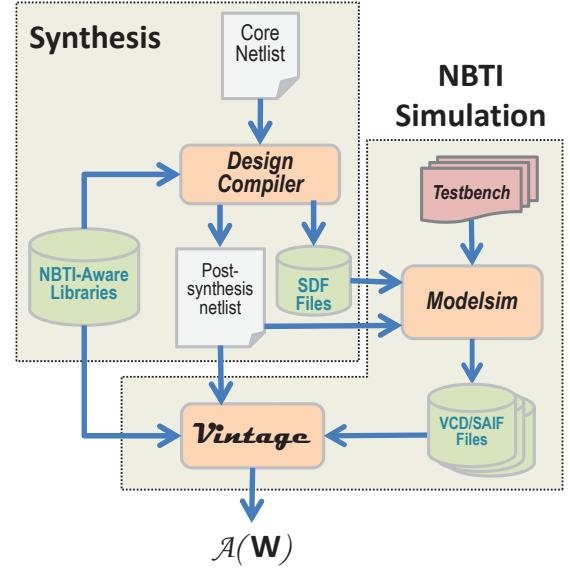 Synthesis
Core
Netlist
NBTI
Simulation
Design
Compiler
Testbench
NBTI-Aware
Libraries
Post-
synthesis
netlist
SDF
Files
Modelsim
Vintage
VCD/SAIF
Files
A(W)